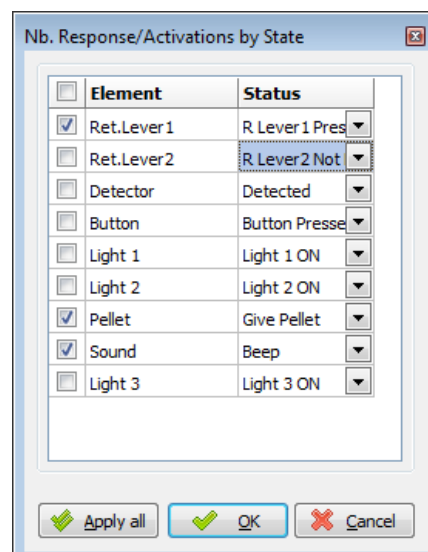 Nb. Response/Activations by State
Element Status
Ret.Lever1 R Lever1 Pres
Ret.Lever2 R Lever2 Not
Detector Detected
Button Button Presse
Light 1 Light 1 ON
Light 2 Light 2 ON
Pellet Give Pellet
Sound Beep
Light 3 Light 3 ON
Apply all OK Cancel